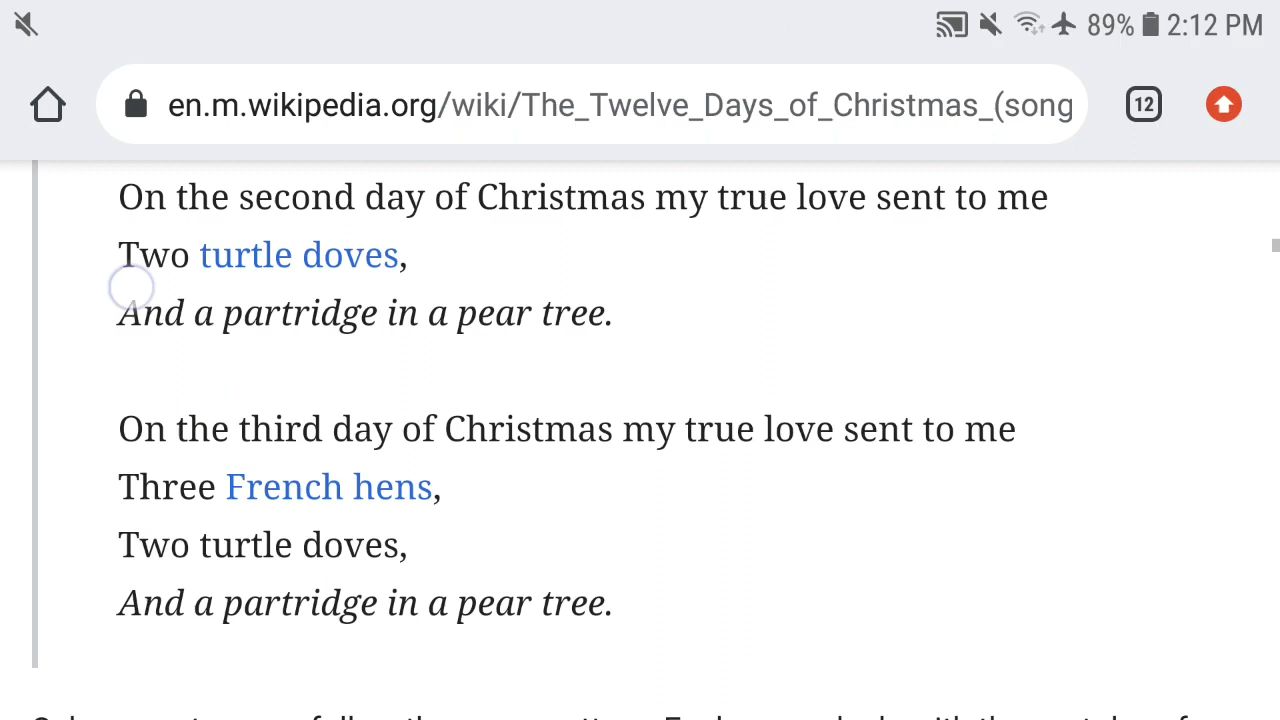 89% 2:12 PM
en.m.wikipedia.org/wiki/The_Twelve_Days_of_Christmas_(song
12
On the second day of Christmas my true love sent to me
Two turtle doves,
And a partridge in a pear tree.
On the third day of Christmas my true love sent to me
Three French hens,
Two turtle doves,
And a partridge in a pear tree.